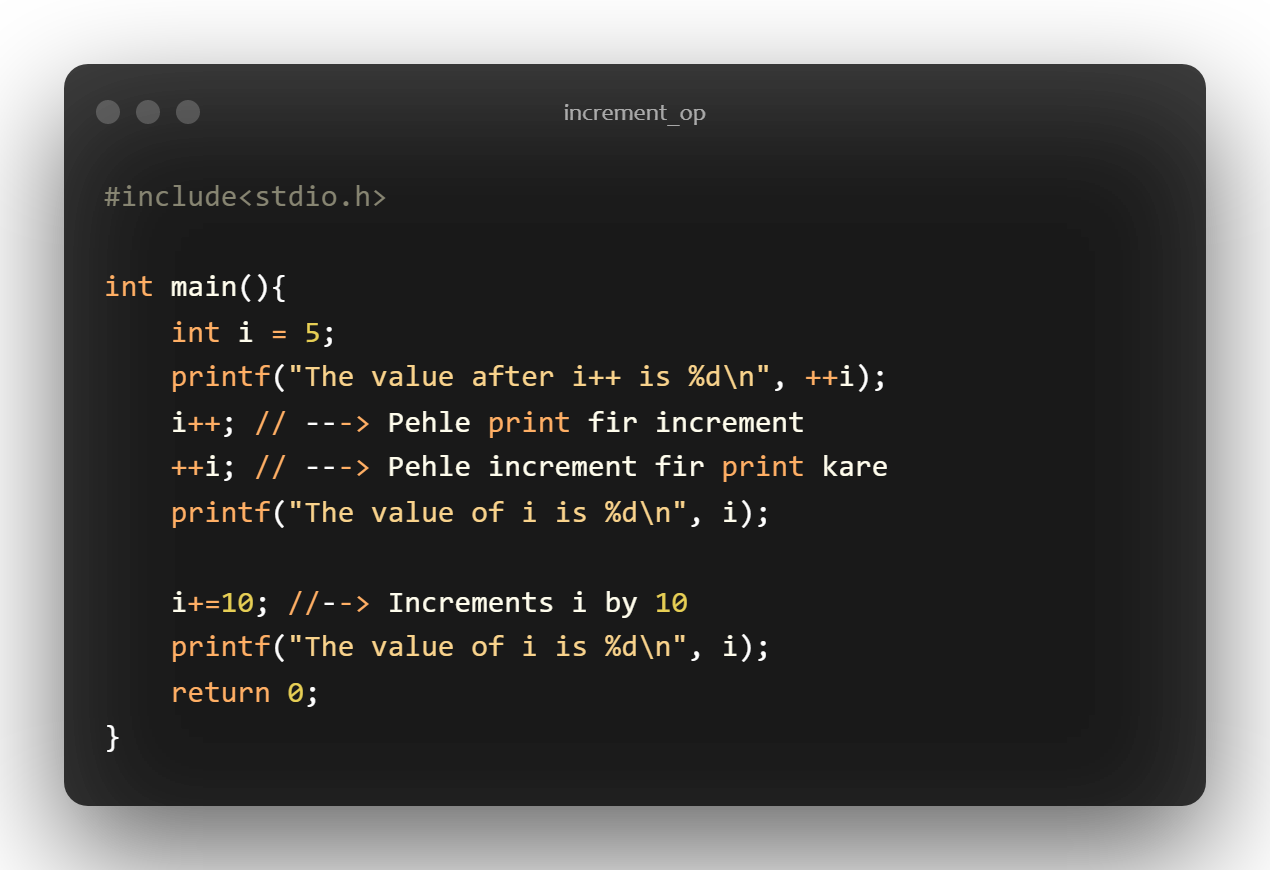 increment_op
#include<stdio.h>
int main(){
    int i = 5;
    printf("The value after i++ is %d\n", ++i);
    i++; // ---> Pehle print fir increment
    ++i; // ---> Pehle increment fir print kare
    printf("The value of i is %d\n", i);
    i+=10; //--> Increments i by 10
    printf("The value of i is %d\n", i);
    return 0;
}